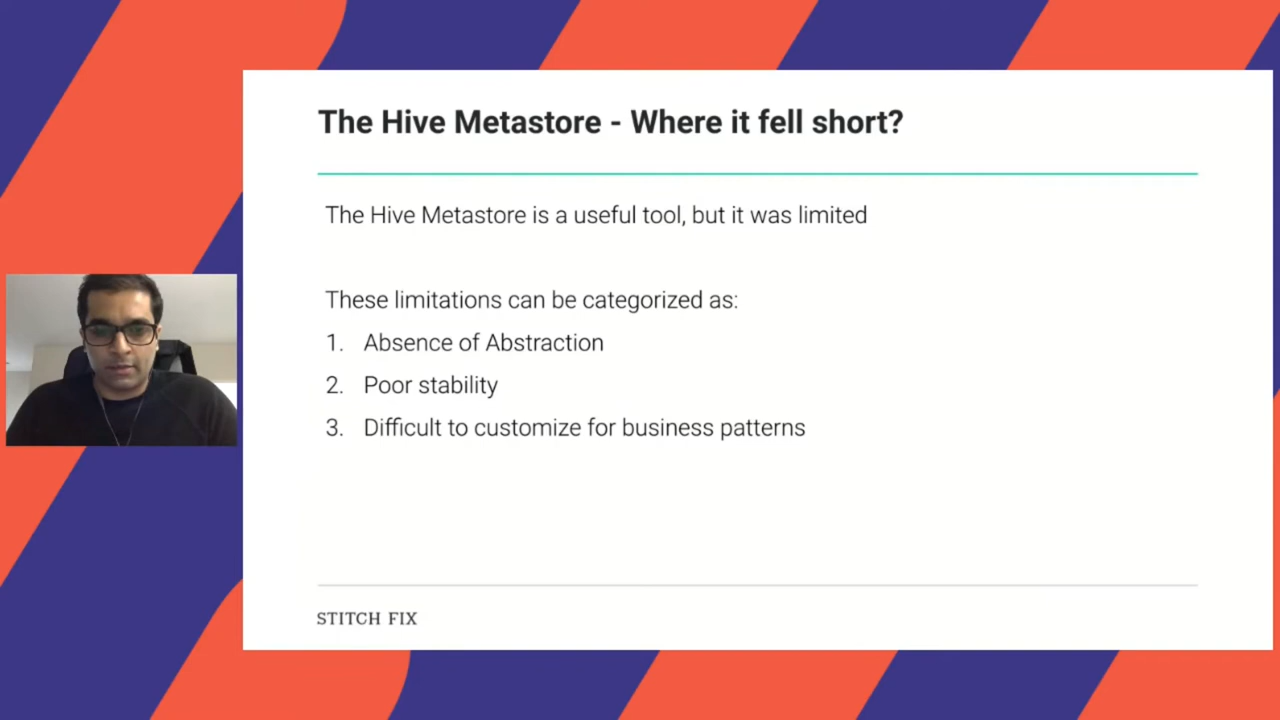 The Hive Metastore - Where it fell short?
The Hive Metastore is a useful tool, but it was limited
These limitations can be categorized as:
1. Absence of Abstraction
2. Poor stability
3. Difficult to customize for business patterns
STITCH FIX